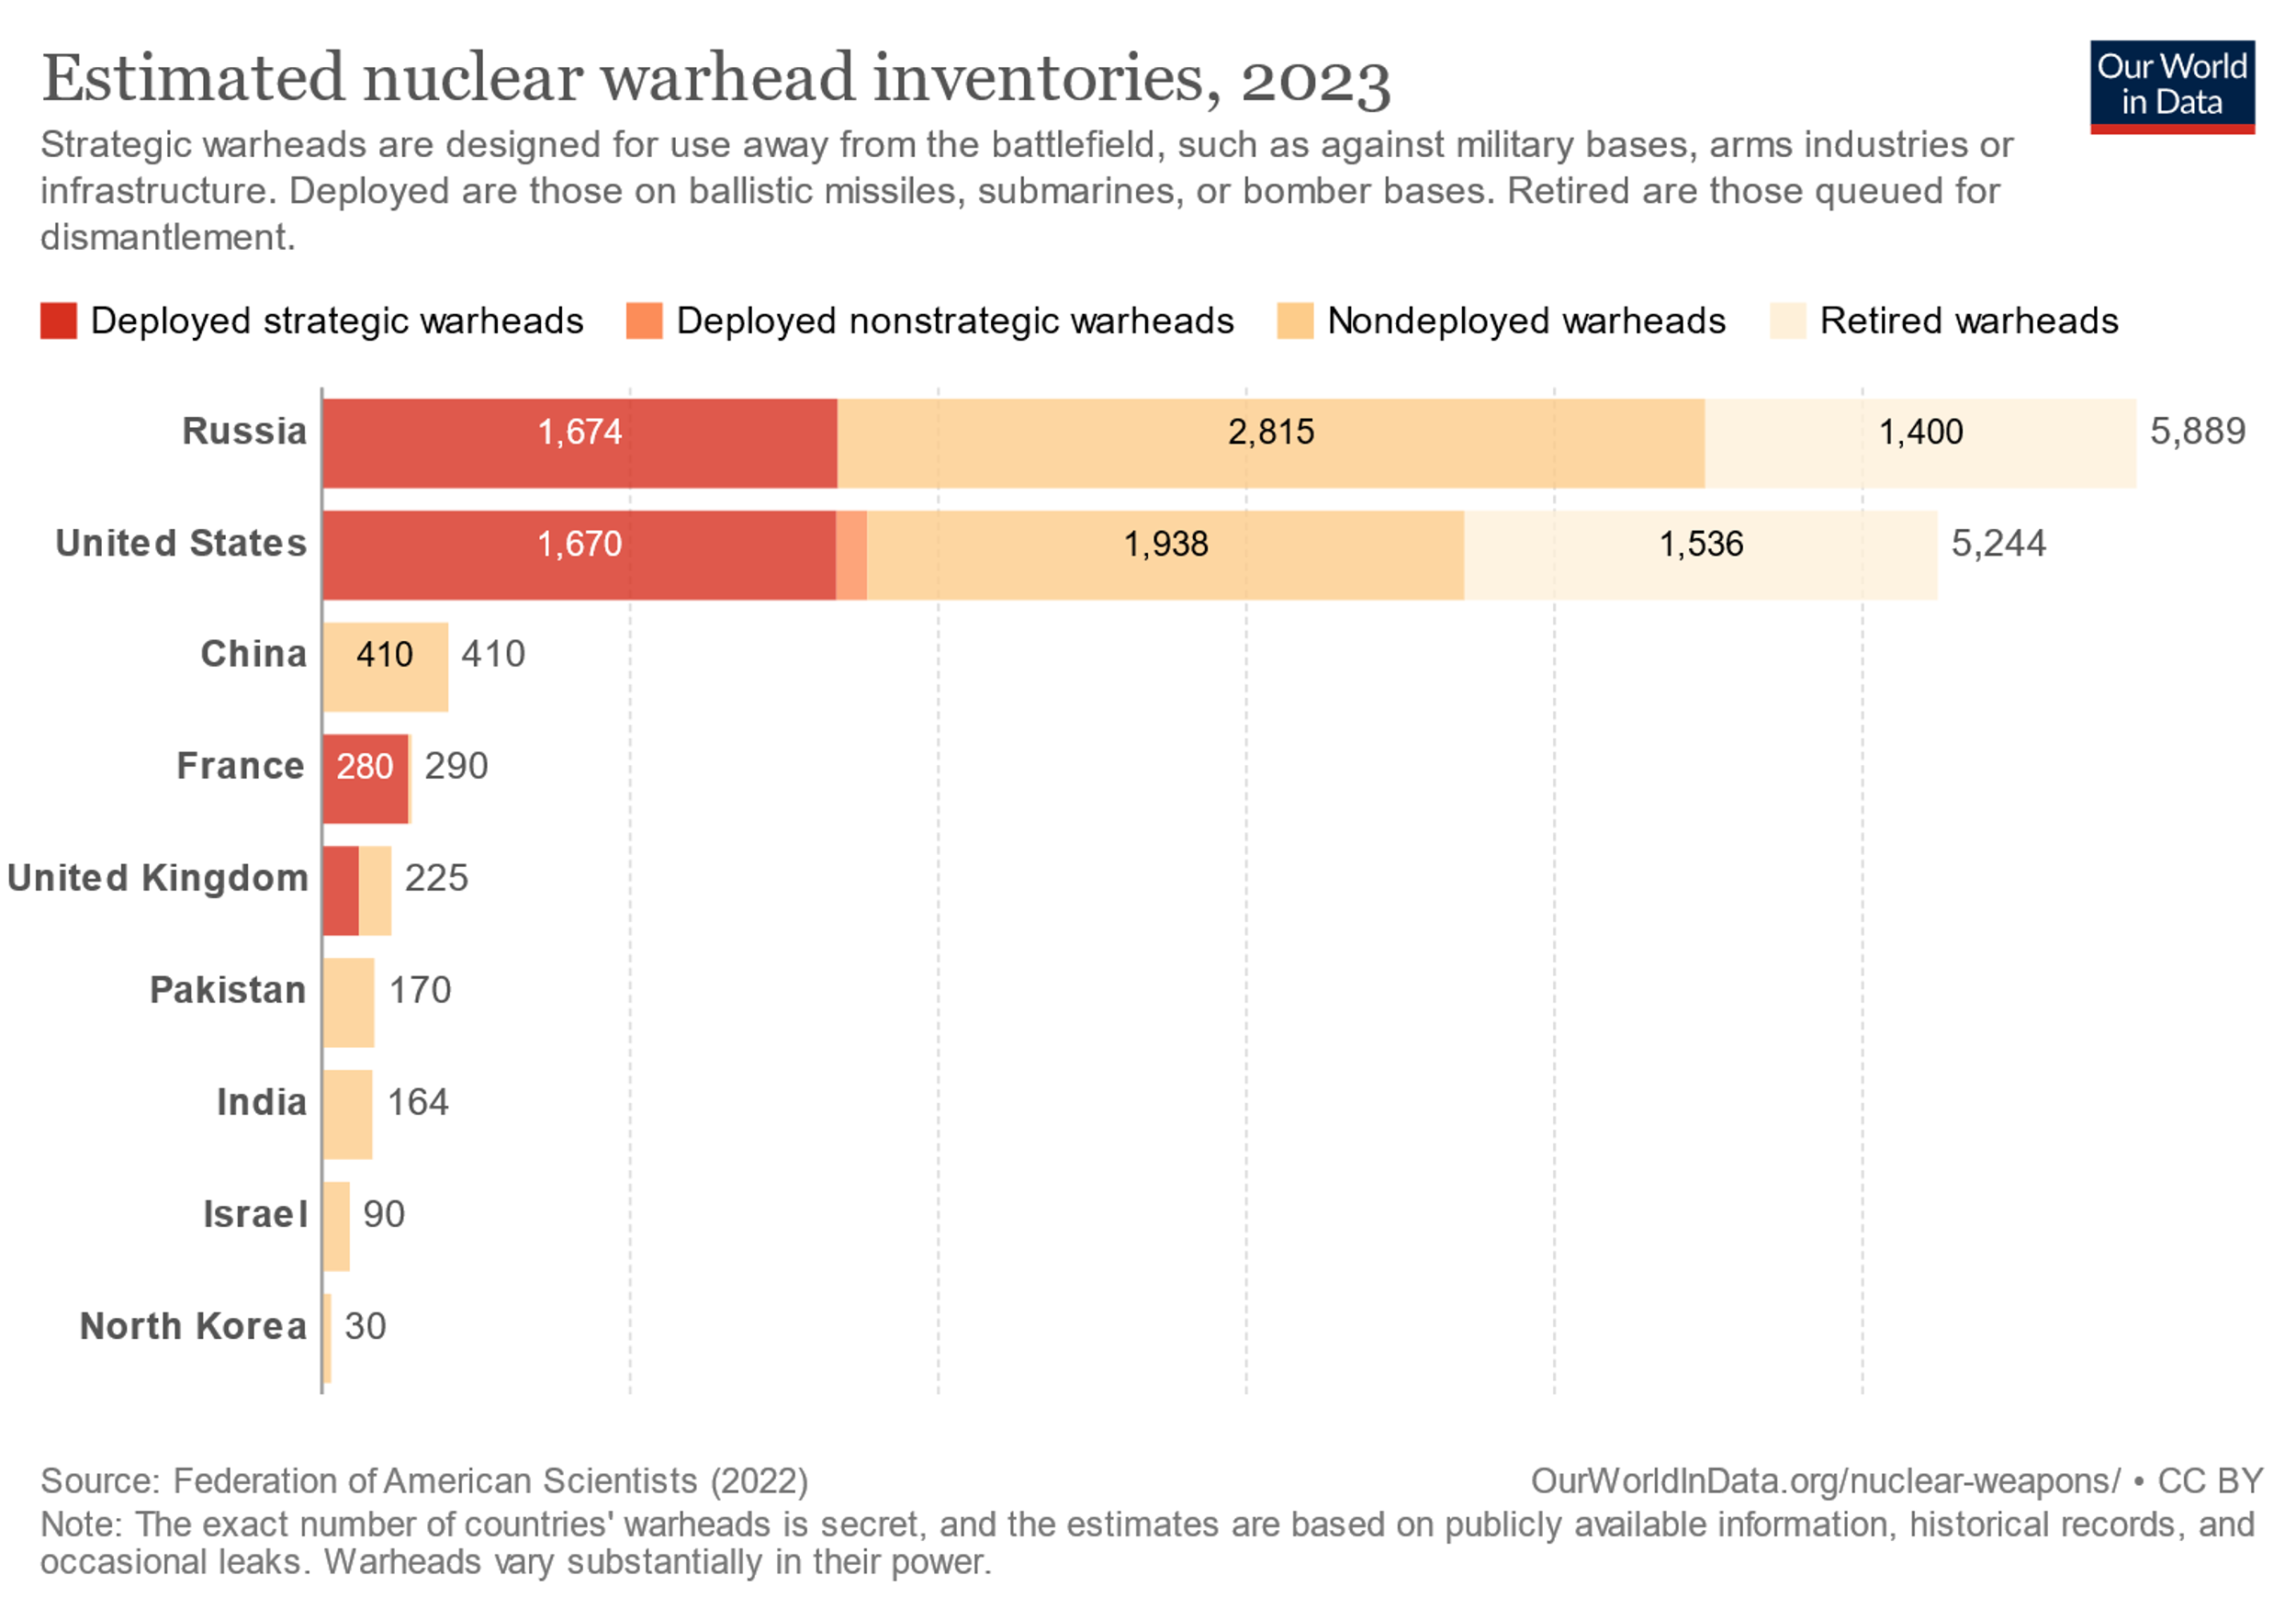 Estimated nuclear warhead inventories, 2023
Our World
in Data
Strategic warheads are designed for use away from the battlefield, such as against military bases, arms industries or
infrastructure. Deployed are those on ballistic missiles, submarines, or bomber bases. Retired are those queued for
dismantlement.
Deployed strategic warheads Deployed nonstrategic warheads Nondeployed warheads Retired warheads
Russia 1,674 2,815 1,400 5,889
United States 1,670 1,938 1,536 5,244
China 410 410
France 280 290
United Kingdom 225
Pakistan 170
India 164
Israel 90
North Korea 30
Source: Federation of American Scientists (2022) OurWorldInData.org/nuclear-weapons/ • CC BY
Note: The exact number of countries' warheads is secret, and the estimates are based on publicly available information, historical records, and
occasional leaks. Warheads vary substantially in their power.